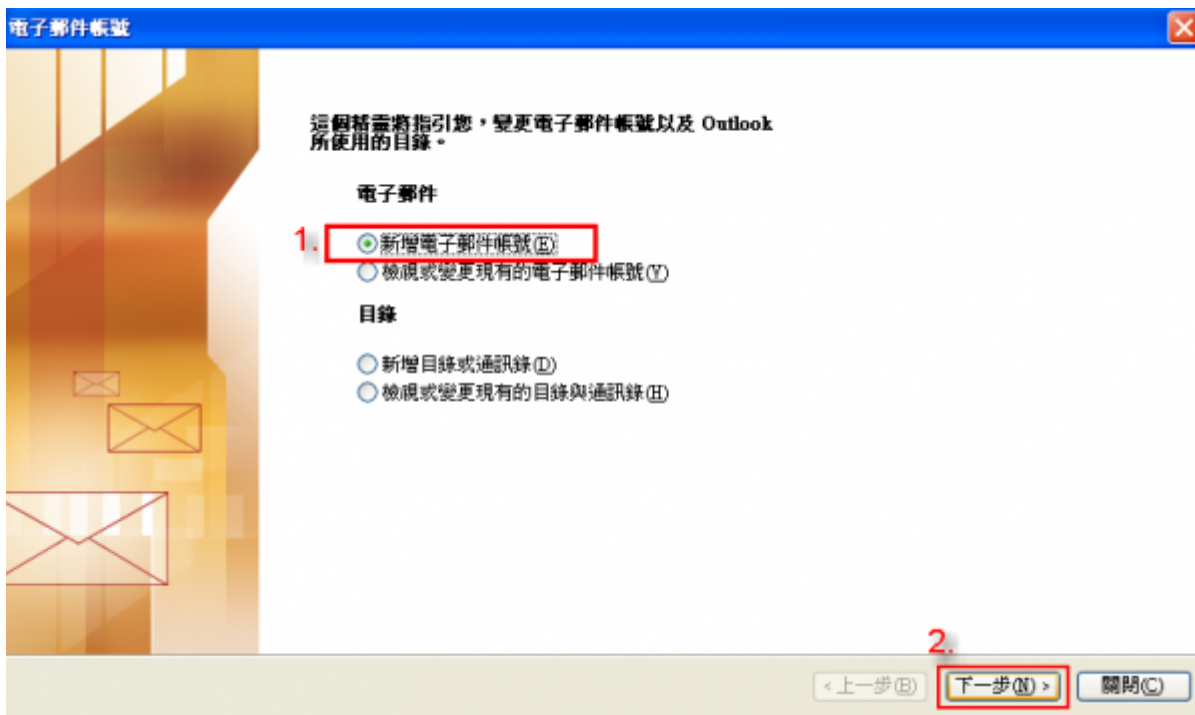 電子郵件帳號
這個精靈將指引您，變更電子郵件帳號以及 Outlook
所使用的目錄。
電子郵件
1.
新增電子郵件帳號(E)
檢視或變更現有的電子郵件帳號(Y)
目錄
新增目錄或通訊錄(D)
檢視或變更現有的目錄與通訊錄(H)
2.
<上一步(B)
下一步(N) >
關閉(C)